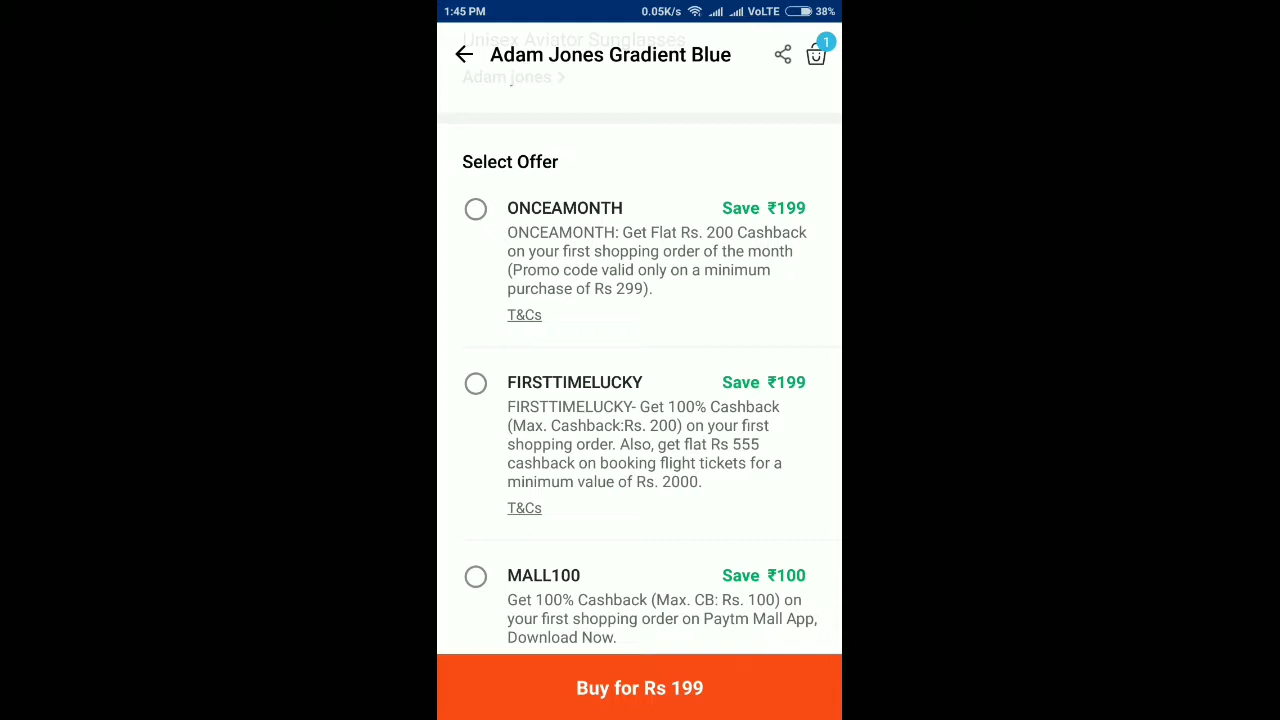 1:45 PM 0.05K/s VoLTE 38%
Unisex Aviator Sunglasses
Adam Jones Gradient Blue 1
Adam jones >
Select Offer
ONCEAMONTH Save ₹199
ONCEAMONTH: Get Flat Rs. 200 Cashback
on your first shopping order of the month
(Promo code valid only on a minimum
purchase of Rs 299).
T&Cs
FIRSTTIMELUCKY Save ₹199
FIRSTTIMELUCKY- Get 100% Cashback
(Max. Cashback:Rs. 200) on your first
shopping order. Also, get flat Rs 555
cashback on booking flight tickets for a
minimum value of Rs. 2000.
T&Cs
MALL100 Save ₹100
Get 100% Cashback (Max. CB: Rs. 100) on
your first shopping order on Paytm Mall App,
Download Now.
Buy for Rs 199